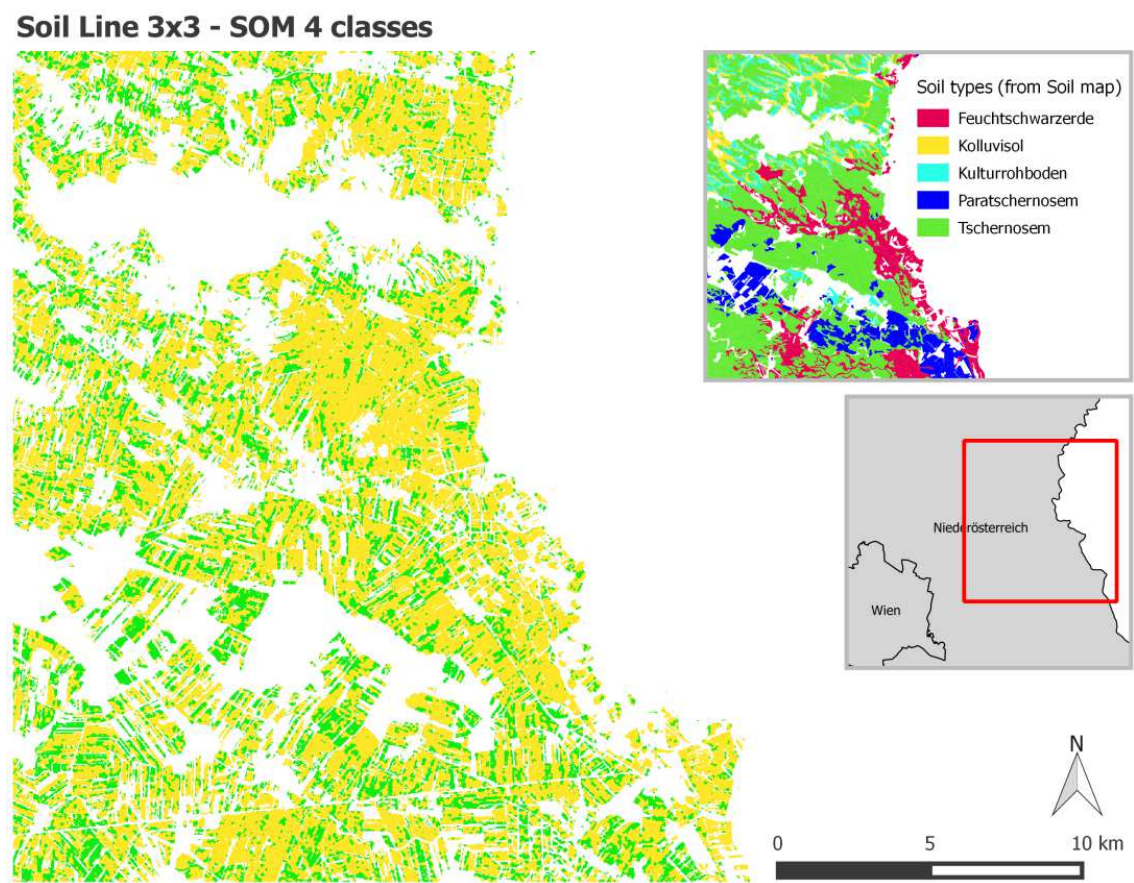 Soil Line 3x3 - SOM 4 classes
Soil types (from Soil map)
Feuchtschwarzerde
Kolluvisol
Kulturrohboden
Paratschernosem
Tschernosem
Niederösterreich
Wien
N
0 5 10 km